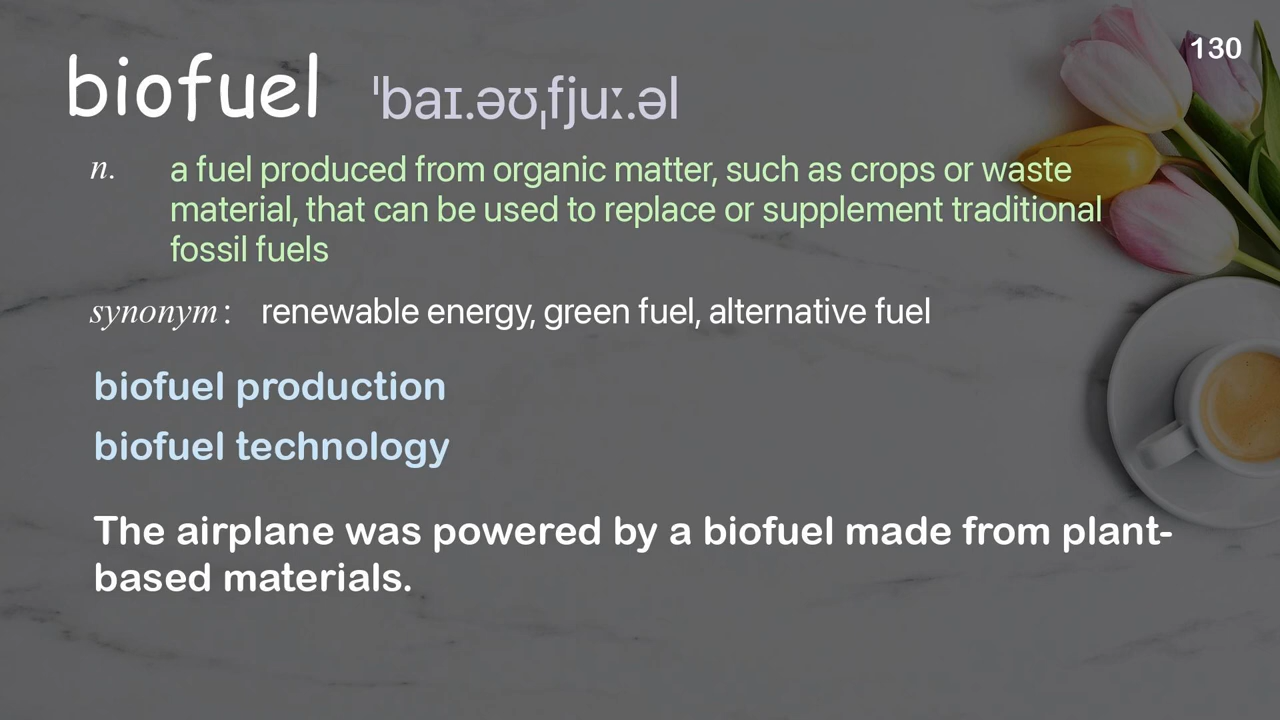 130
biofuel ˈbaɪ.əʊˌfjuː.əl
n. a fuel produced from organic matter, such as crops or waste
material, that can be used to replace or supplement traditional
fossil fuels
synonym: renewable energy, green fuel, alternative fuel
biofuel production
biofuel technology
The airplane was powered by a biofuel made from plant-
based materials.